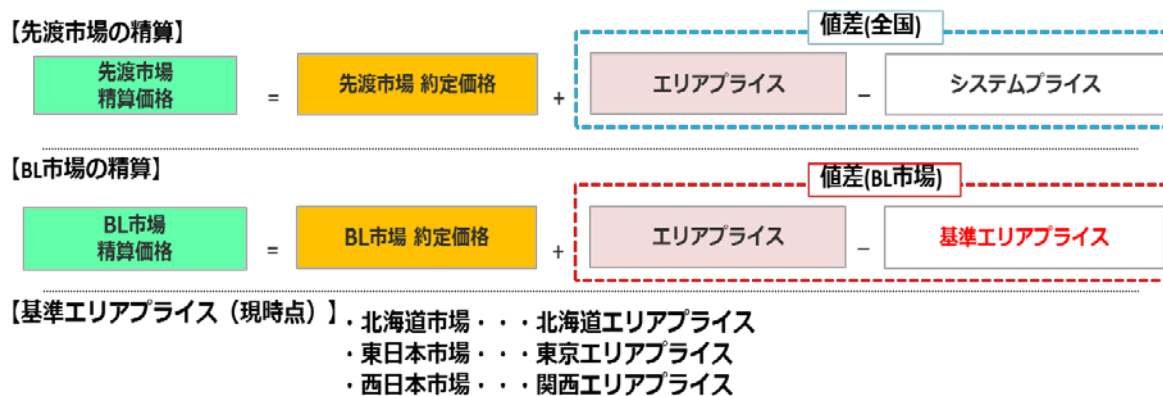 【先渡市場の精算】
値差(全国)
先渡市場
精算価格
=
先渡市場 約定価格
+
エリアプライス
−
システムプライス
【BL市場の精算】
値差(BL市場)
BL市場
精算価格
=
BL市場 約定価格
+
エリアプライス
−
基準エリアプライス
【基準エリアプライス（現時点）】
・北海道市場・・・北海道エリアプライス
・東日本市場・・・東京エリアプライス
・西日本市場・・・関西エリアプライス